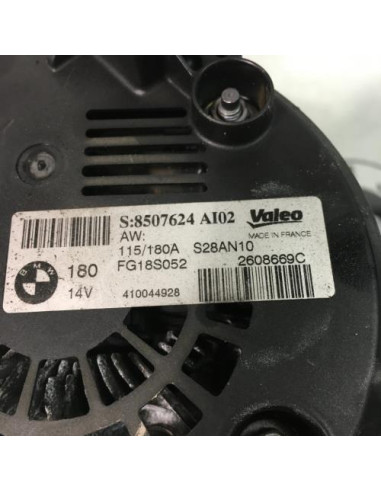 S:8507624 AI02 Valeo
AW: MADE IN FRANCE
115/180A S28AN10
BMW 180 FG18S052 2608669C
14V 410044928